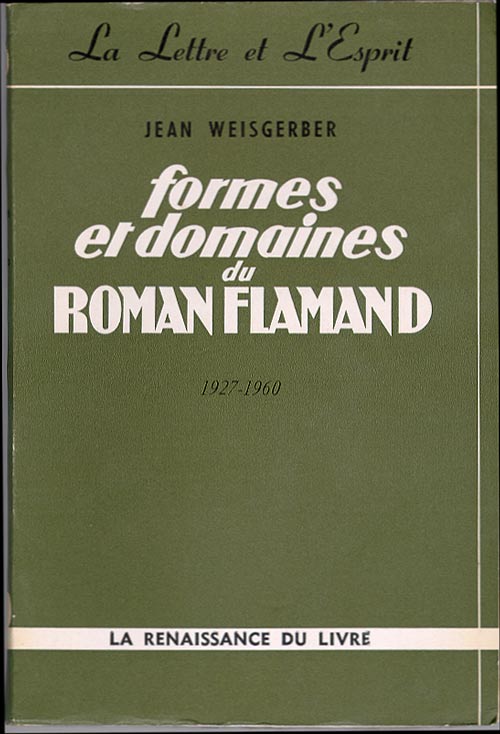 La Lettre et L'Esprit
JEAN WEISGERBER
formes
et domaines
du
ROMAN FLAMAND
1927-1960
LA RENAISSANCE DU LIVRE